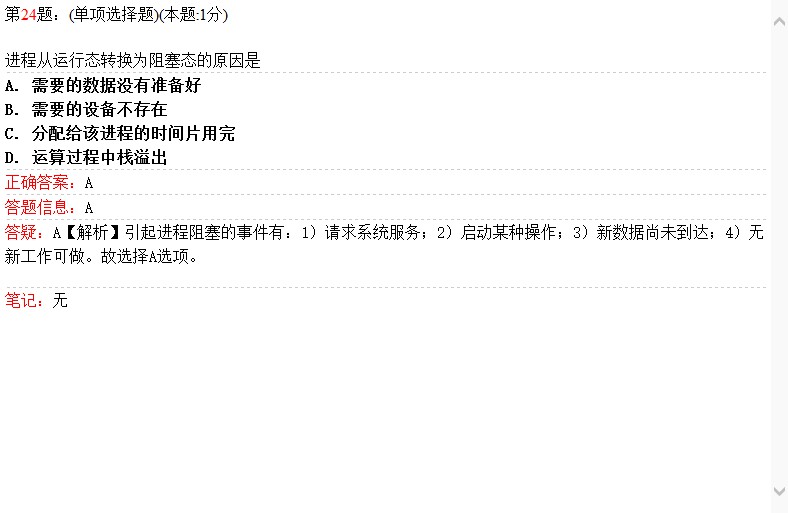 第24题: (单项选择题)(本题:1分)
进程从运行态转换为阻塞态的原因是
A. 需要的数据没有准备好
B. 需要的设备不存在
C. 分配给该进程的时间片用完
D. 运算过程中栈溢出
正确答案: A
答题信息: A
答疑: A【解析】引起进程阻塞的事件有: 1) 请求系统服务; 2) 启动某种操作; 3) 新数据尚未到达; 4) 无
新工作可做。故选择A选项。
笔记: 无